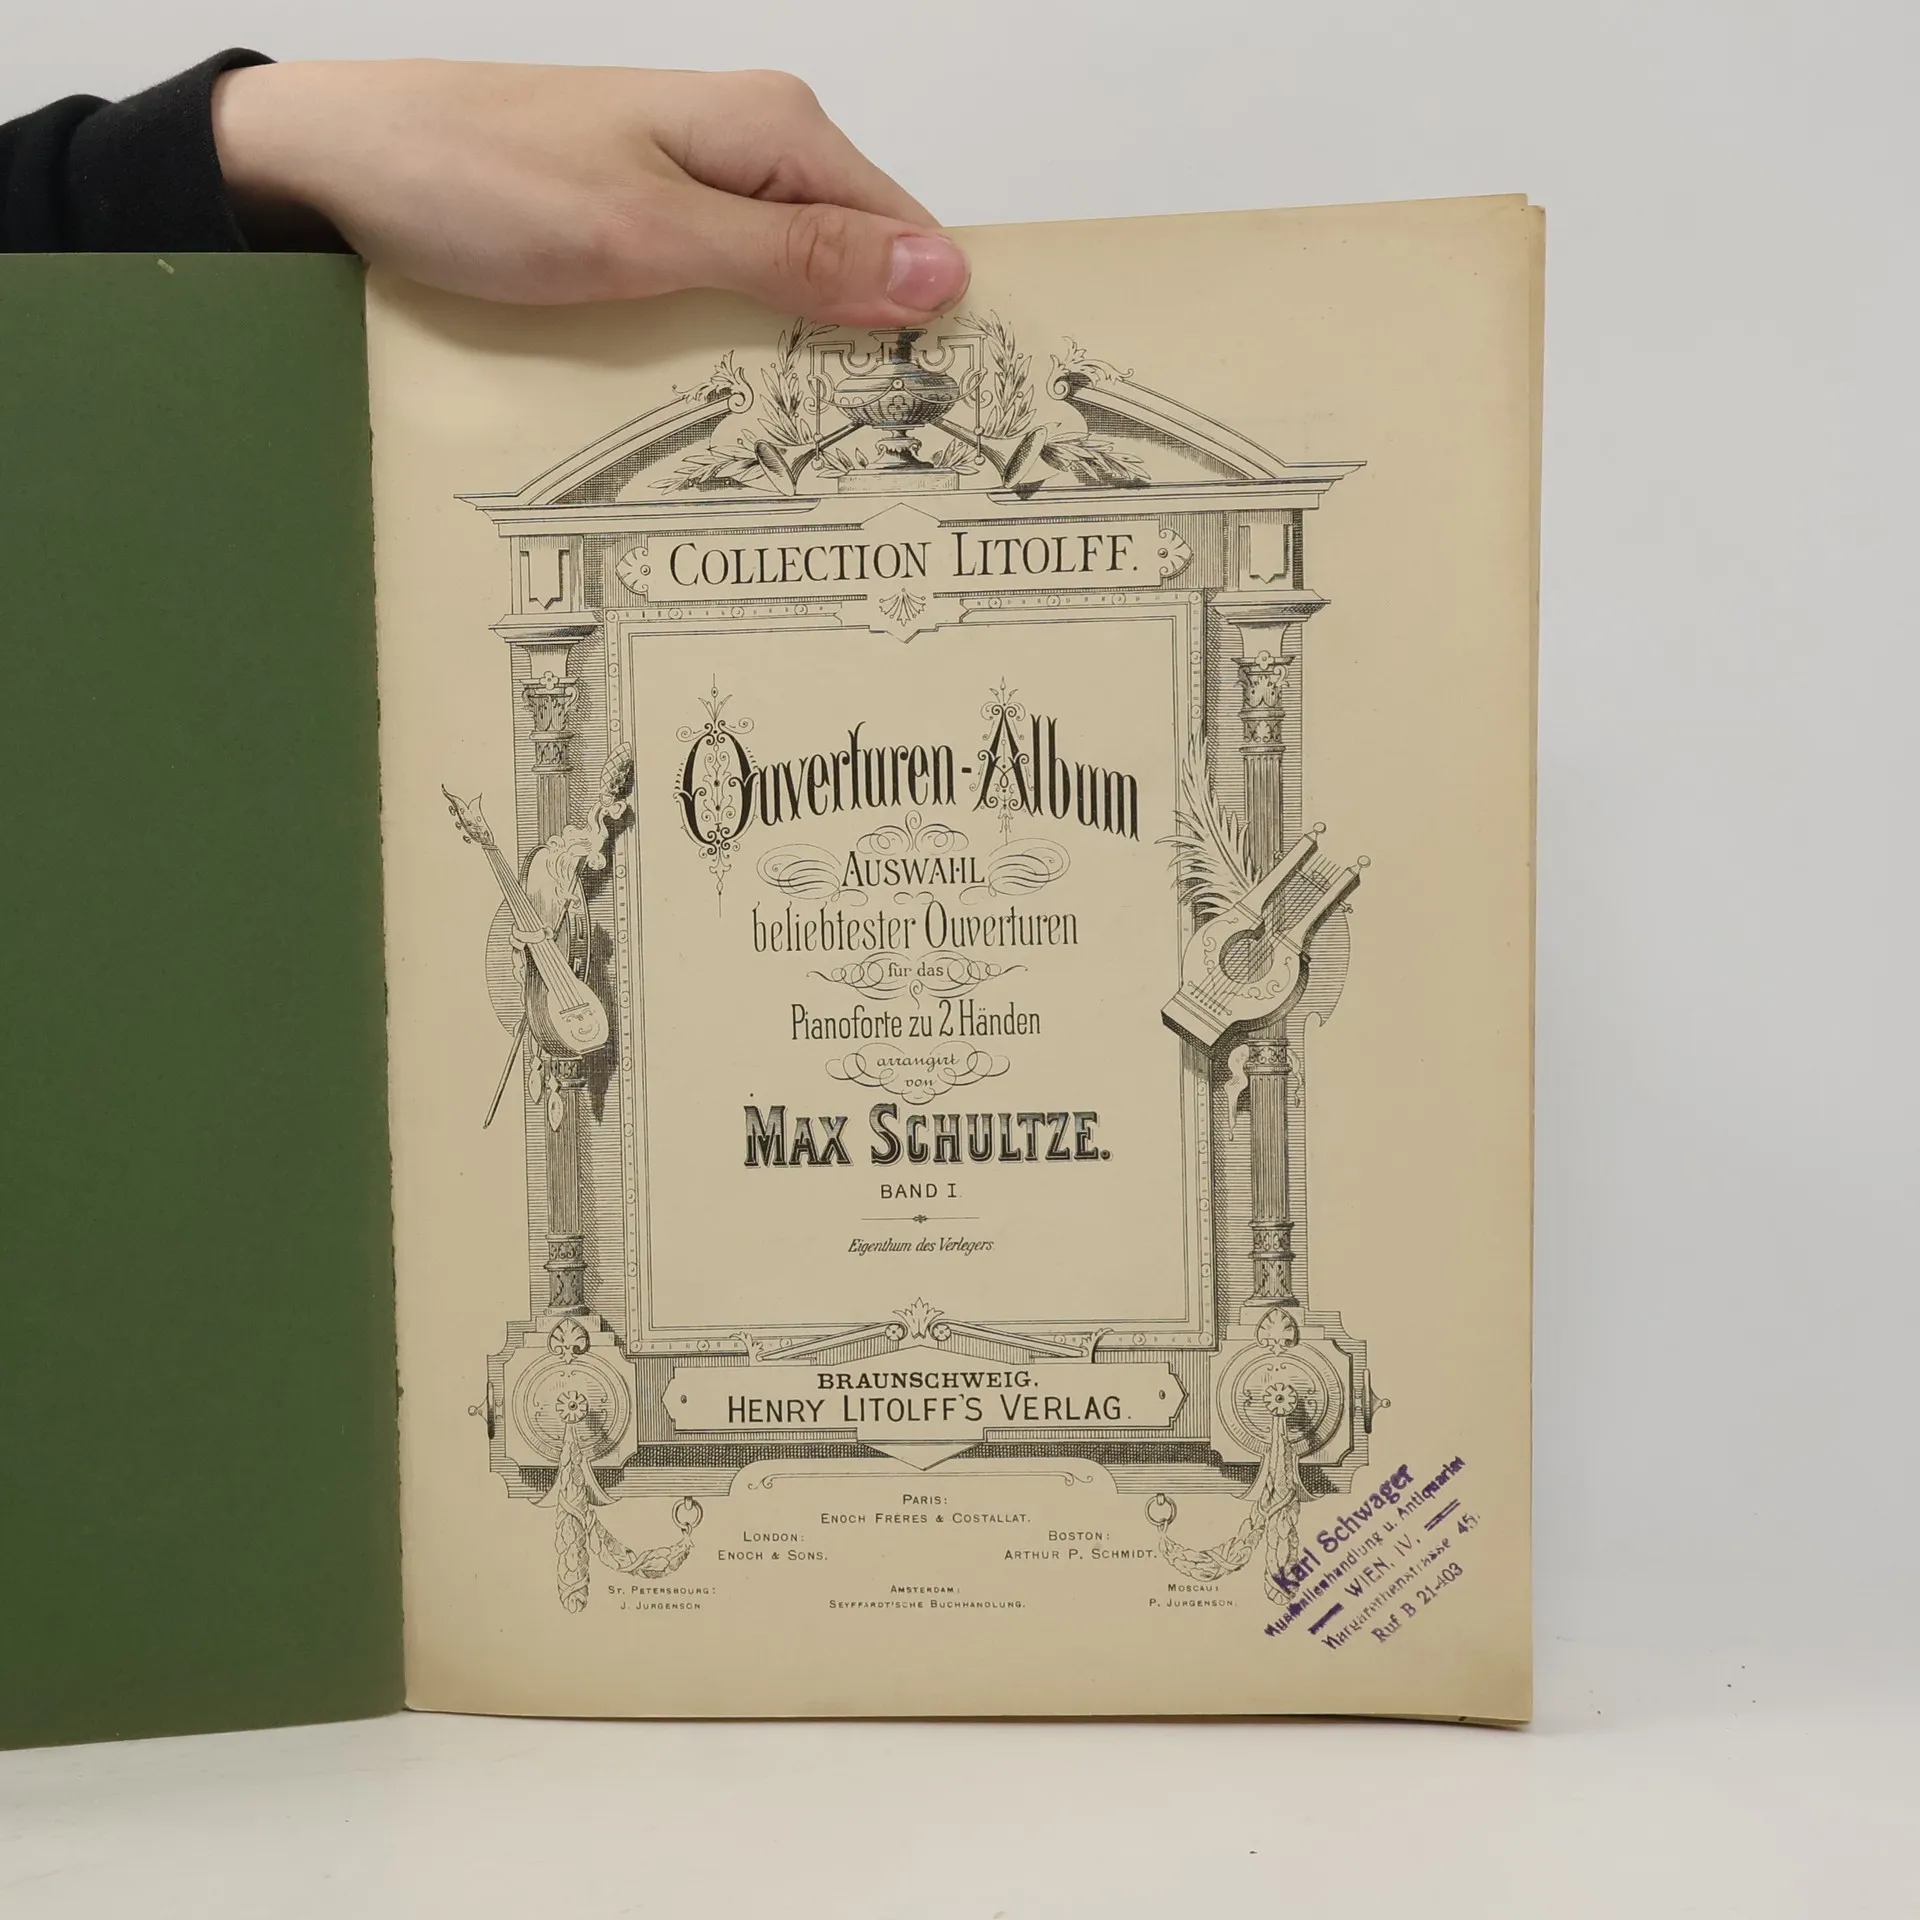 COLLECTION LITOLFF.
Ouverturen-Album
AUSWAHL
beliebtester Ouverturen
für das
Pianoforte zu 2 Händen
arrangirt
von
MAX SCHULTZE.
BAND I.
Eigenthum des Verlegers.
BRAUNSCHWEIG.
HENRY LITOLFF'S VERLAG.
PARIS:
ENOCH FRÈRES & COSTALLAT.
LONDON:
ENOCH & SONS.
BOSTON:
ARTHUR P. SCHMIDT.
ST. PETERSBOURG:
J. JURGENSON
AMSTERDAM:
SEYFFARDT'SCHE BUCHHANDLUNG.
MOSCAU:
P. JURGENSON.
Karl Schwager
Musikalienhandlung u. Antiquariat
WIEN, IV.
Margarethenstrasse 45.
Ruf B 21-403